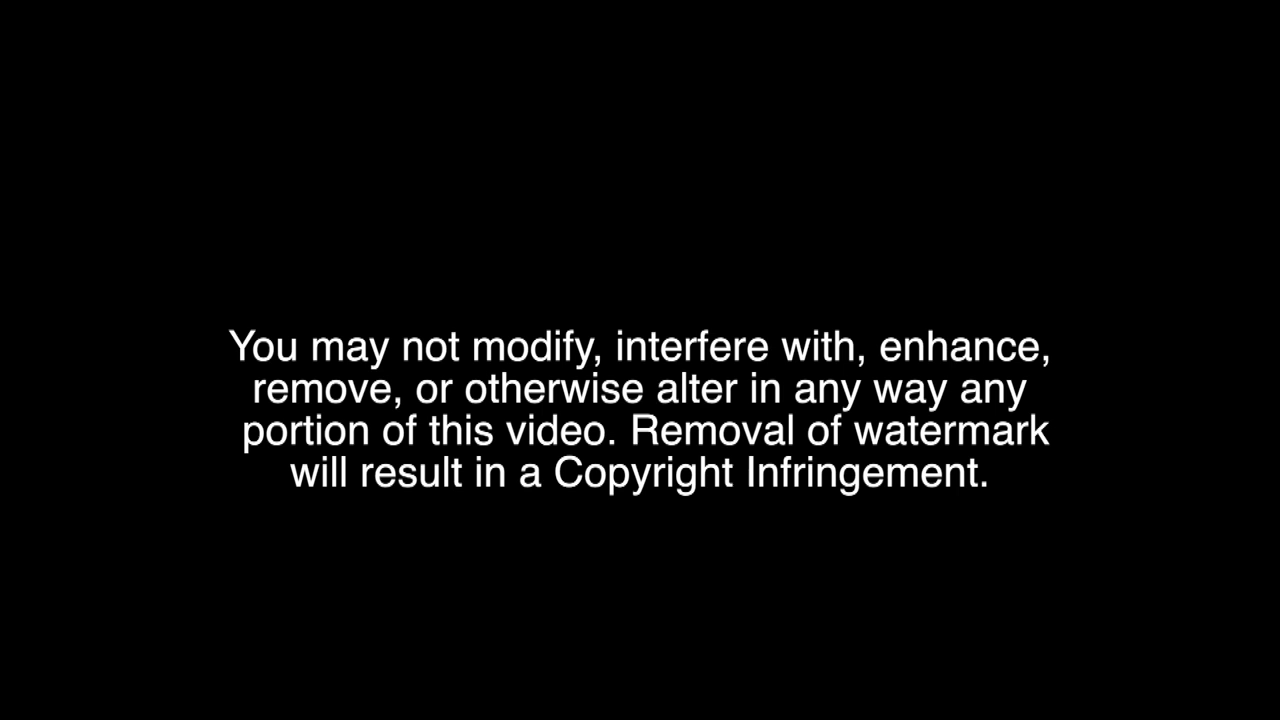 You may not modify, interfere with, enhance,
remove, or otherwise alter in any way any
portion of this video. Removal of watermark
will result in a Copyright Infringement.